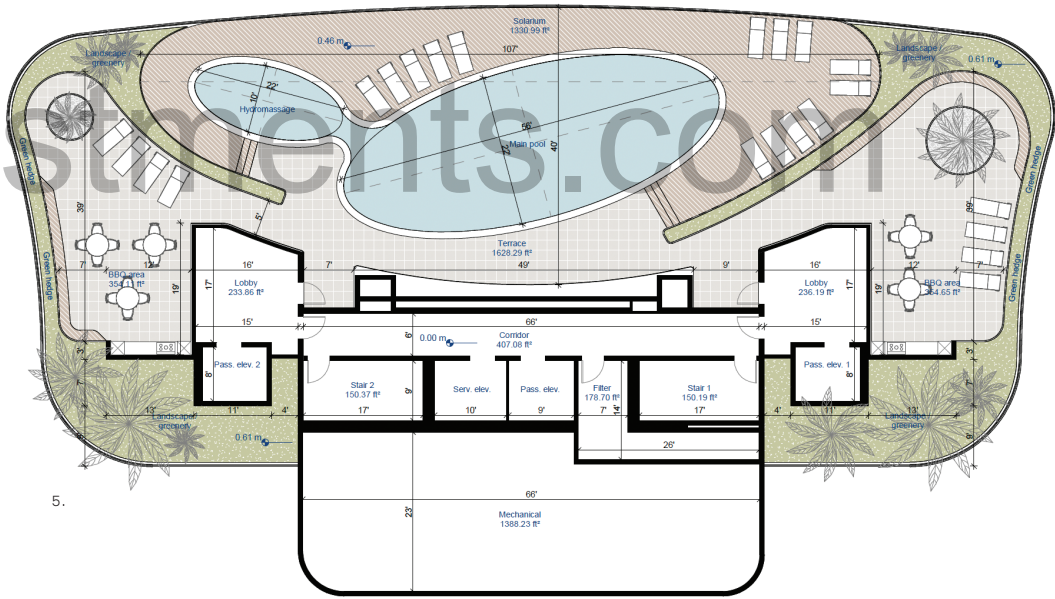 Solarium
1330.99 ft²
0.46 m
107'
Landscape /
greenery
Landscape /
greenery
0.61 m
22'
10'
Hydromassage
56'
Main pool
22'
40'
stments.com
Green hedge
Green hedge
39'
39'
5'
Terrace
1628.29 ft²
Green hedge
Green hedge
7'
12'
BBQ area
354.11 ft²
19'
16'
17'
Lobby
233.86 ft²
7'
49'
9'
16'
17'
Lobby
236.19 ft²
19'
12'
7'
BBQ area
354.65 ft²
15'
66'
15'
6'
0.00 m
Corridor
407.08 ft²
3'
3'
Pass. elev. 2
8'
Pass. elev. 1
8'
7'
7'
Stair 2
150.37 ft²
9'
Serv. elev.
Pass. elev.
Filter
178.70 ft²
Stair 1
150.19 ft²
13'
11'
4'
17'
10'
9'
7'
14'
17'
4'
11'
13'
Landscape /
greenery
Landscape /
greenery
0.61 m
26'
5.
66'
23'
Mechanical
1388.23 ft²